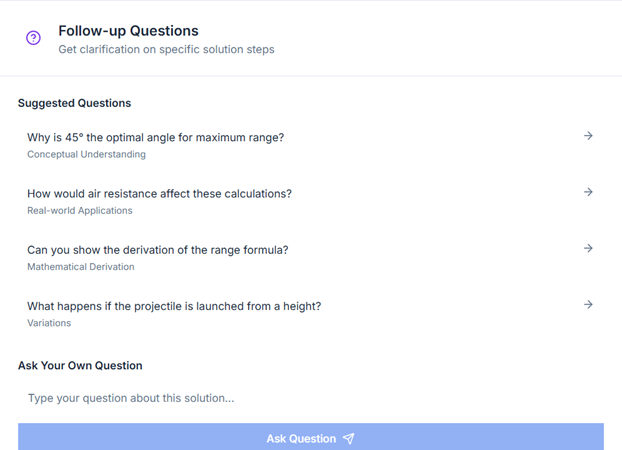 Follow-up Questions
Get clarification on specific solution steps
Suggested Questions
Why is 45° the optimal angle for maximum range?
Conceptual Understanding
How would air resistance affect these calculations?
Real-world Applications
Can you show the derivation of the range formula?
Mathematical Derivation
What happens if the projectile is launched from a height?
Variations
Ask Your Own Question
Type your question about this solution...
Ask Question